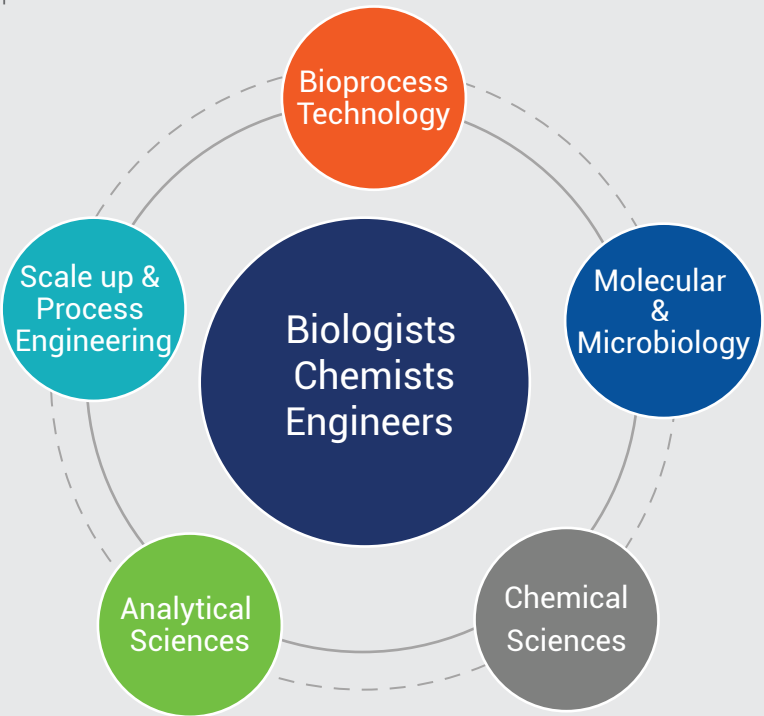 Bioprocess
Technology
Scale up &
Process
Engineering
Molecular
&
Microbiology
Biologists
Chemists
Engineers
Analytical
Sciences
Chemical
Sciences